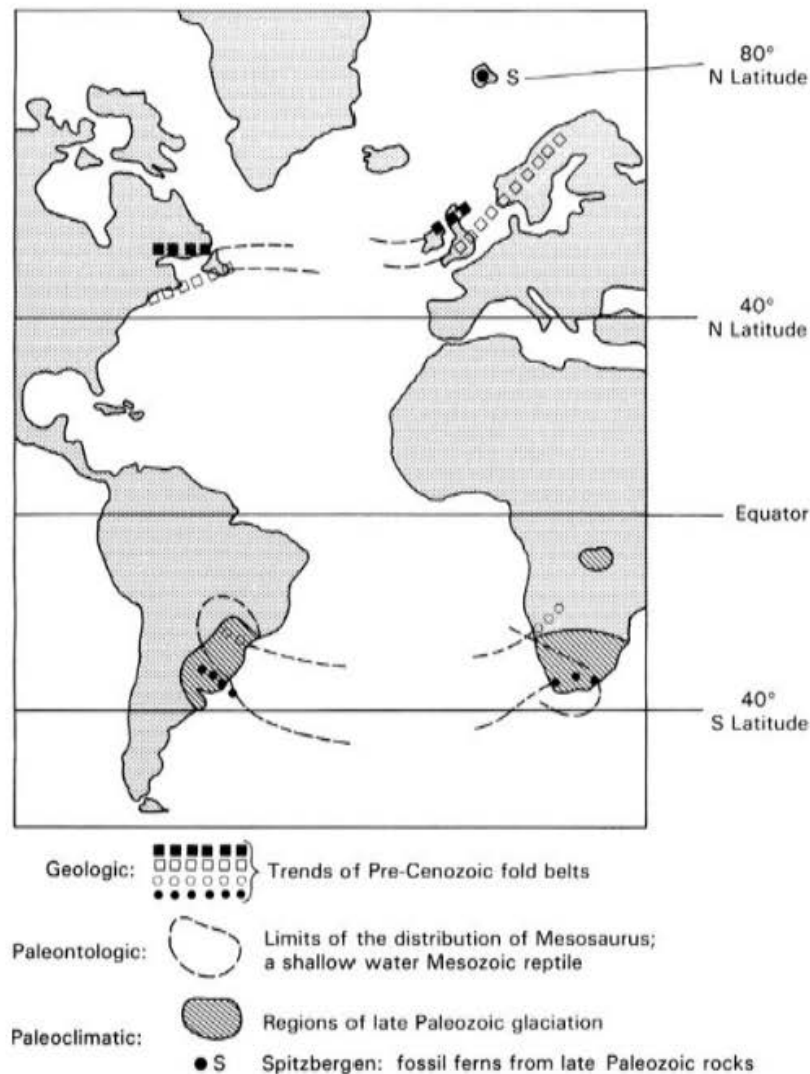 80°
N Latitude
S
40°
N Latitude
Equator
40°
S Latitude
Geologic:
Trends of Pre-Cenozoic fold belts
Paleontologic:
Limits of the distribution of Mesosaurus;
a shallow water Mesozoic reptile
Paleoclimatic:
Regions of late Paleozoic glaciation
S Spitzbergen: fossil ferns from late Paleozoic rocks